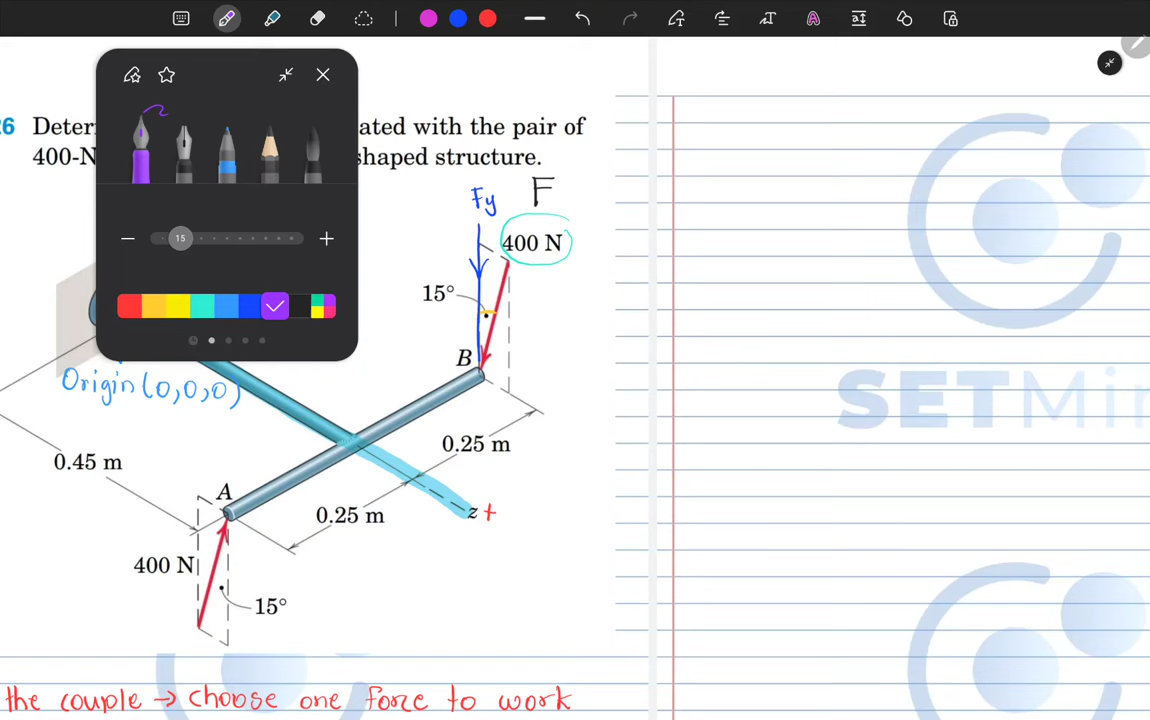 26 Deter ated with the pair of
400-N shaped structure.
Fy F
400 N
15
15°
B
Origin (0,0,0)
0.25 m
0.45 m
A
z +
0.25 m
400 N
15°
the couple → choose one force to work
SETMin